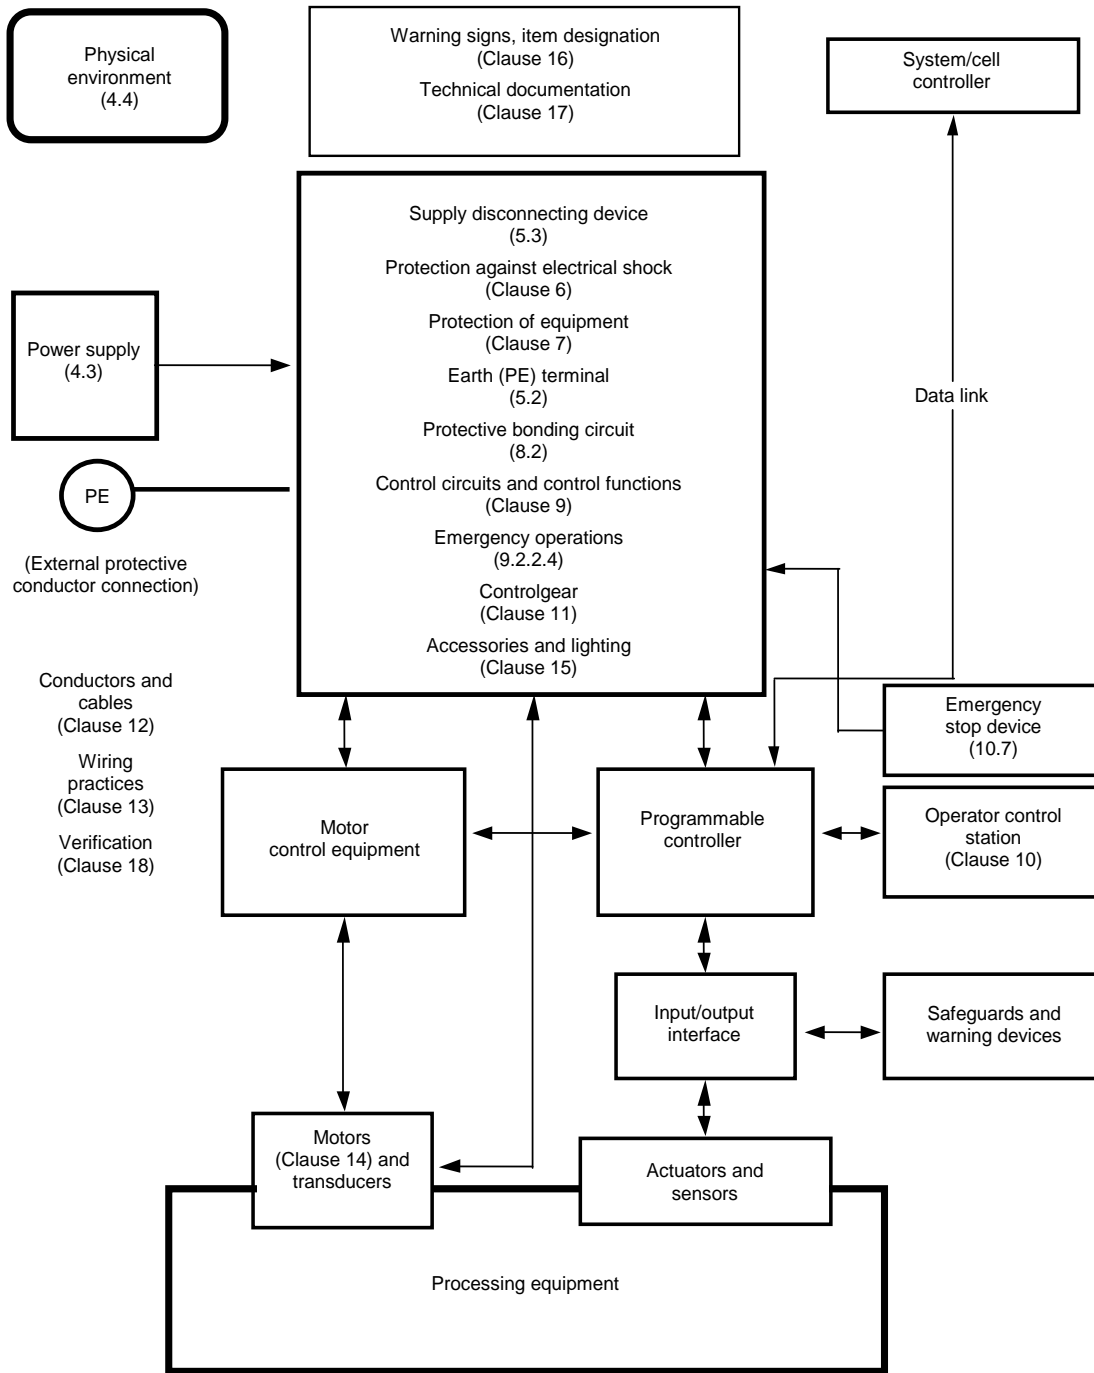 Physical
environment
(4.4)
Warning signs, item designation
(Clause 16)
Technical documentation
(Clause 17)
System/cell
controller
Supply disconnecting device
(5.3)
Protection against electrical shock
(Clause 6)
Protection of equipment
(Clause 7)
Earth (PE) terminal
(5.2)
Protective bonding circuit
(8.2)
Control circuits and control functions
(Clause 9)
Emergency operations
(9.2.2.4)
Controlgear
(Clause 11)
Accessories and lighting
(Clause 15)
Power supply
(4.3)
PE
(External protective
conductor connection)
Data link
Conductors and
cables
(Clause 12)
Wiring
practices
(Clause 13)
Verification
(Clause 18)
Emergency
stop device
(10.7)
Motor
control equipment
Programmable
controller
Operator control
station
(Clause 10)
Input/output
interface
Safeguards and
warning devices
Motors
(Clause 14) and
transducers
Actuators and
sensors
Processing equipment